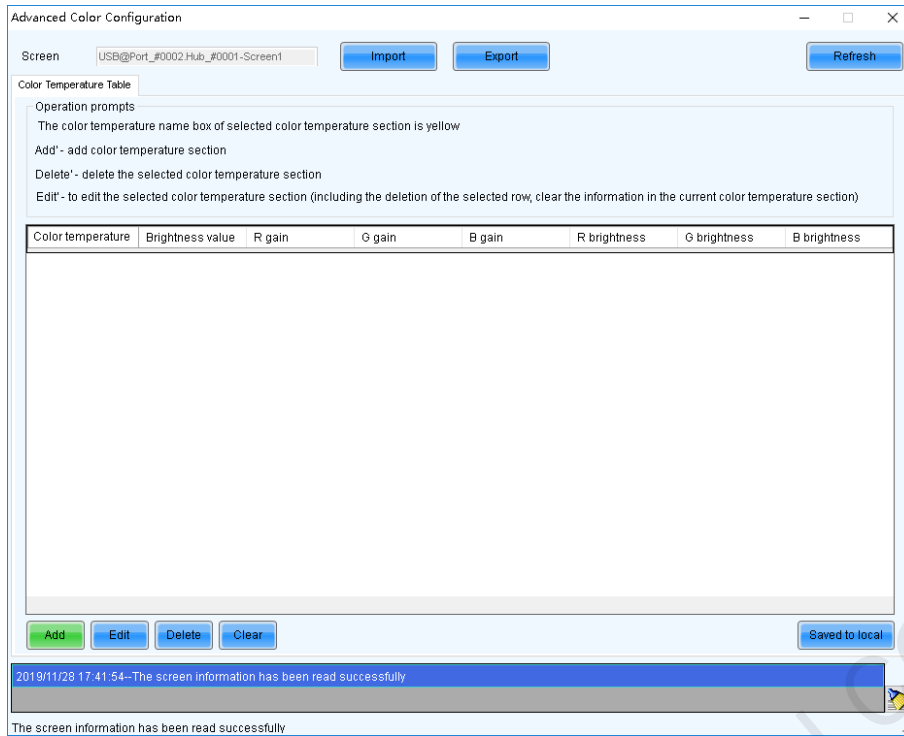 Advanced Color Configuration
Screen USB@Port_#0002.Hub_#0001-Screen1 Import Export Refresh
Color Temperature Table
Operation prompts
The color temperature name box of selected color temperature section is yellow
Add' - add color temperature section
Delete' - delete the selected color temperature section
Edit' - to edit the selected color temperature section (including the deletion of the selected row, clear the information in the current color temperature section)
Color temperature Brightness value R gain G gain B gain R brightness G brightness B brightness
Add Edit Delete Clear Saved to local
2019/11/28 17:41:54--The screen information has been read successfully
The screen information has been read successfully